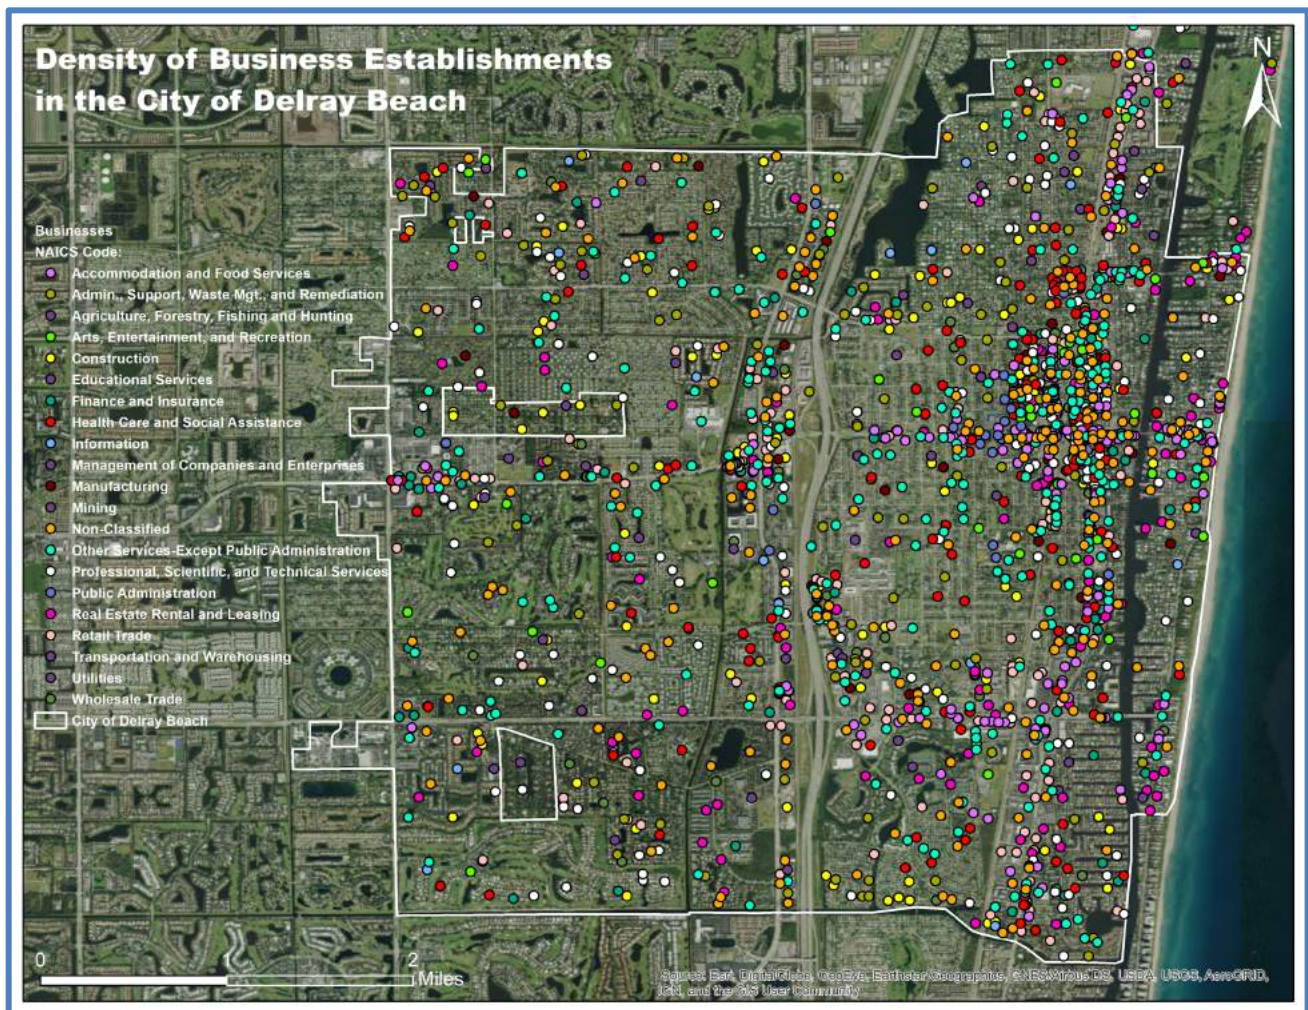 Density of Business Establishments
in the City of Delray Beach
N
Businesses
NAICS Code:
Accommodation and Food Services
Admin., Support, Waste Mgt., and Remediation
Agriculture, Forestry, Fishing and Hunting
Arts, Entertainment, and Recreation
Construction
Educational Services
Finance and Insurance
Health Care and Social Assistance
Information
Management of Companies and Enterprises
Manufacturing
Mining
Non-Classified
Other Services-Except Public Administration
Professional, Scientific, and Technical Services
Public Administration
Real Estate Rental and Leasing
Retail Trade
Transportation and Warehousing
Utilities
Wholesale Trade
City of Delray Beach
0 2
Miles
Source: Esri, DigitalGlobe, GeoEye, Earthstar Geographics, CNES/Airbus DS, USDA, USGS, AeroGRID,
IGN, and the GIS User Community